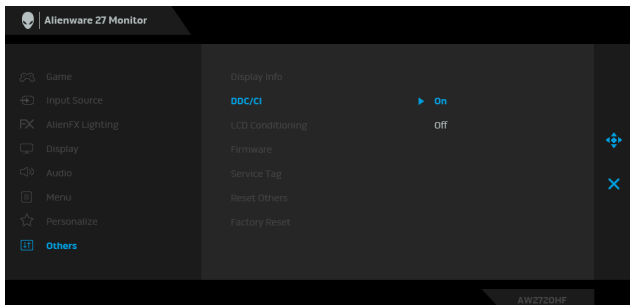 Alienware 27 Monitor
Game
Input Source
AlienFX Lighting
Display
Audio
Menu
Personalize
Others
Display Info
DDC/CI
On
LCD Conditioning
Off
Firmware
Service Tag
Reset Others
Factory Reset
AW2720HF